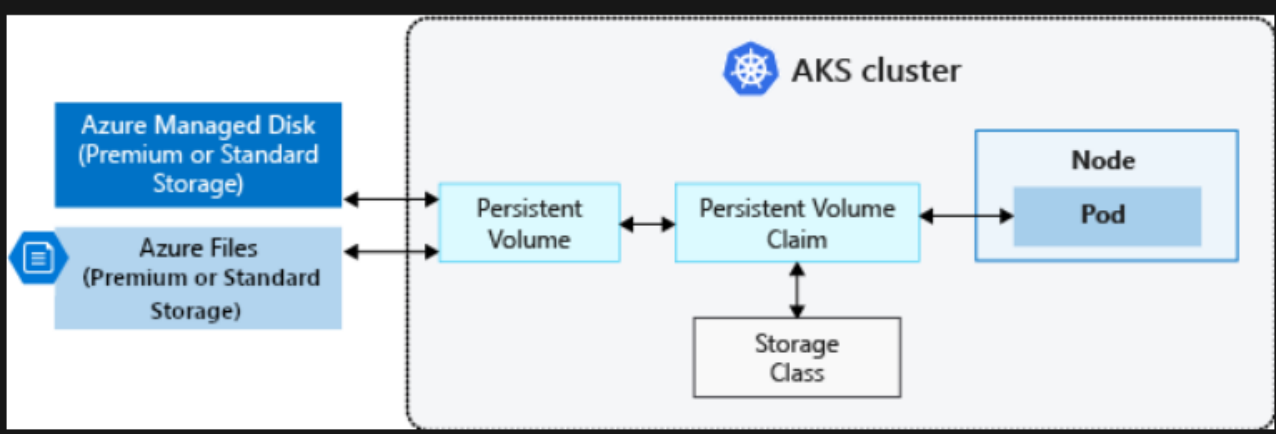 AKS cluster
Azure Managed Disk
(Premium or Standard
Storage)
Azure Files
(Premium or Standard
Storage)
Persistent
Volume
Persistent Volume
Claim
Storage
Class
Node
Pod